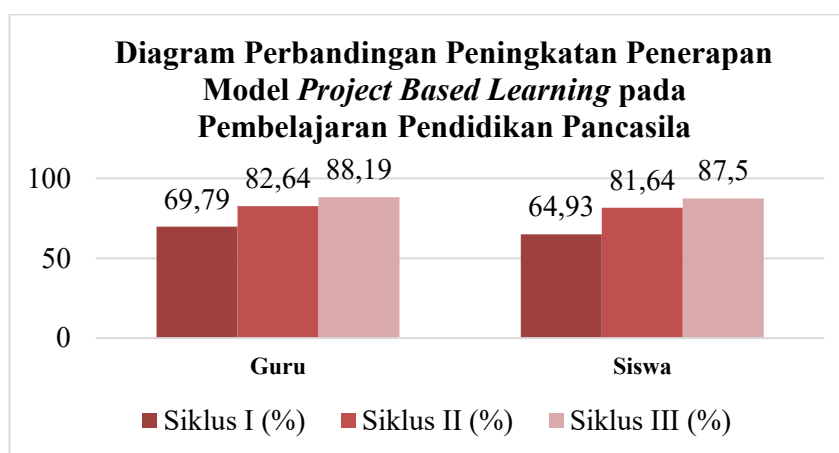 Diagram Perbandingan Peningkatan Penerapan
Model Project Based Learning pada
Pembelajaran Pendidikan Pancasila
100
50
0
69,79
82,64
88,19
64,93
81,64
87,5
Guru
Siswa
Siklus I (%)
Siklus II (%)
Siklus III (%)